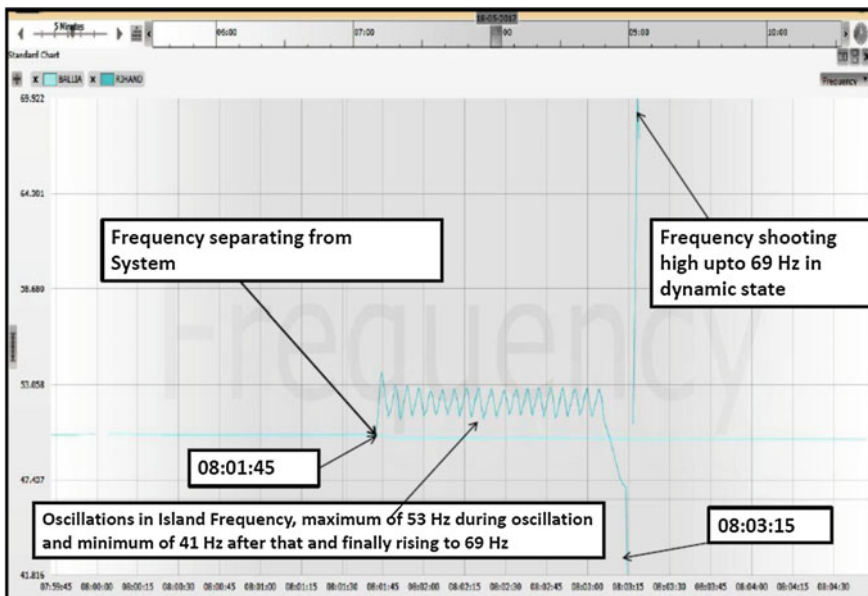 18-05-2017
5 Minutes
06:00 07:00 09:00 10:00
Standard Chart
BALLIA RIHAND
Frequency
69.922
64.301
58.680
53.058
47.427
41.816
Frequency
Frequency separating from
System
Frequency shooting
high upto 69 Hz in
dynamic state
08:01:45
Oscillations in Island Frequency, maximum of 53 Hz during oscillation
and minimum of 41 Hz after that and finally rising to 69 Hz
08:03:15
07:59:45 08:00:00 08:00:15 08:00:30 08:00:45 08:01:00 08:01:15 08:01:30 08:01:45 08:02:00 08:02:15 08:02:30 08:02:45 08:03:00 08:03:15 08:03:30 08:03:45 08:04:00 08:04:15 08:04:30